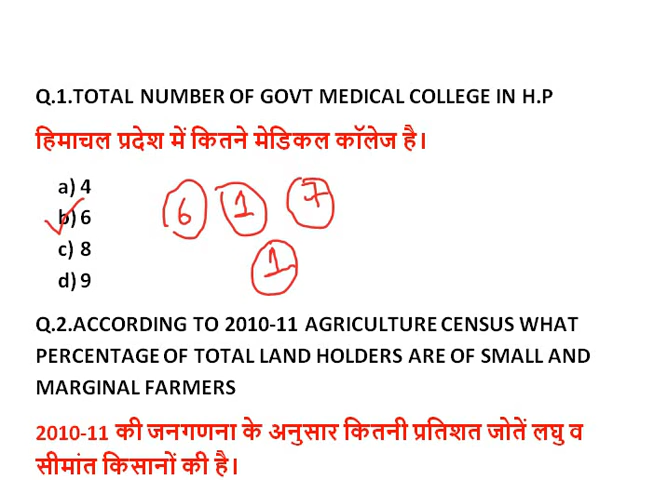 Q.1.TOTAL NUMBER OF GOVT MEDICAL COLLEGE IN H.P
हिमाचल प्रदेश में कितने मेडिकल कॉलेज है।
a) 4
b) 6
c) 8
d) 9
6 1 7
1
Q.2.ACCORDING TO 2010-11 AGRICULTURE CENSUS WHAT
PERCENTAGE OF TOTAL LAND HOLDERS ARE OF SMALL AND
MARGINAL FARMERS
2010-11 की जनगणना के अनुसार कितनी प्रतिशत जोतें लघु व
सीमांत किसानों की है।